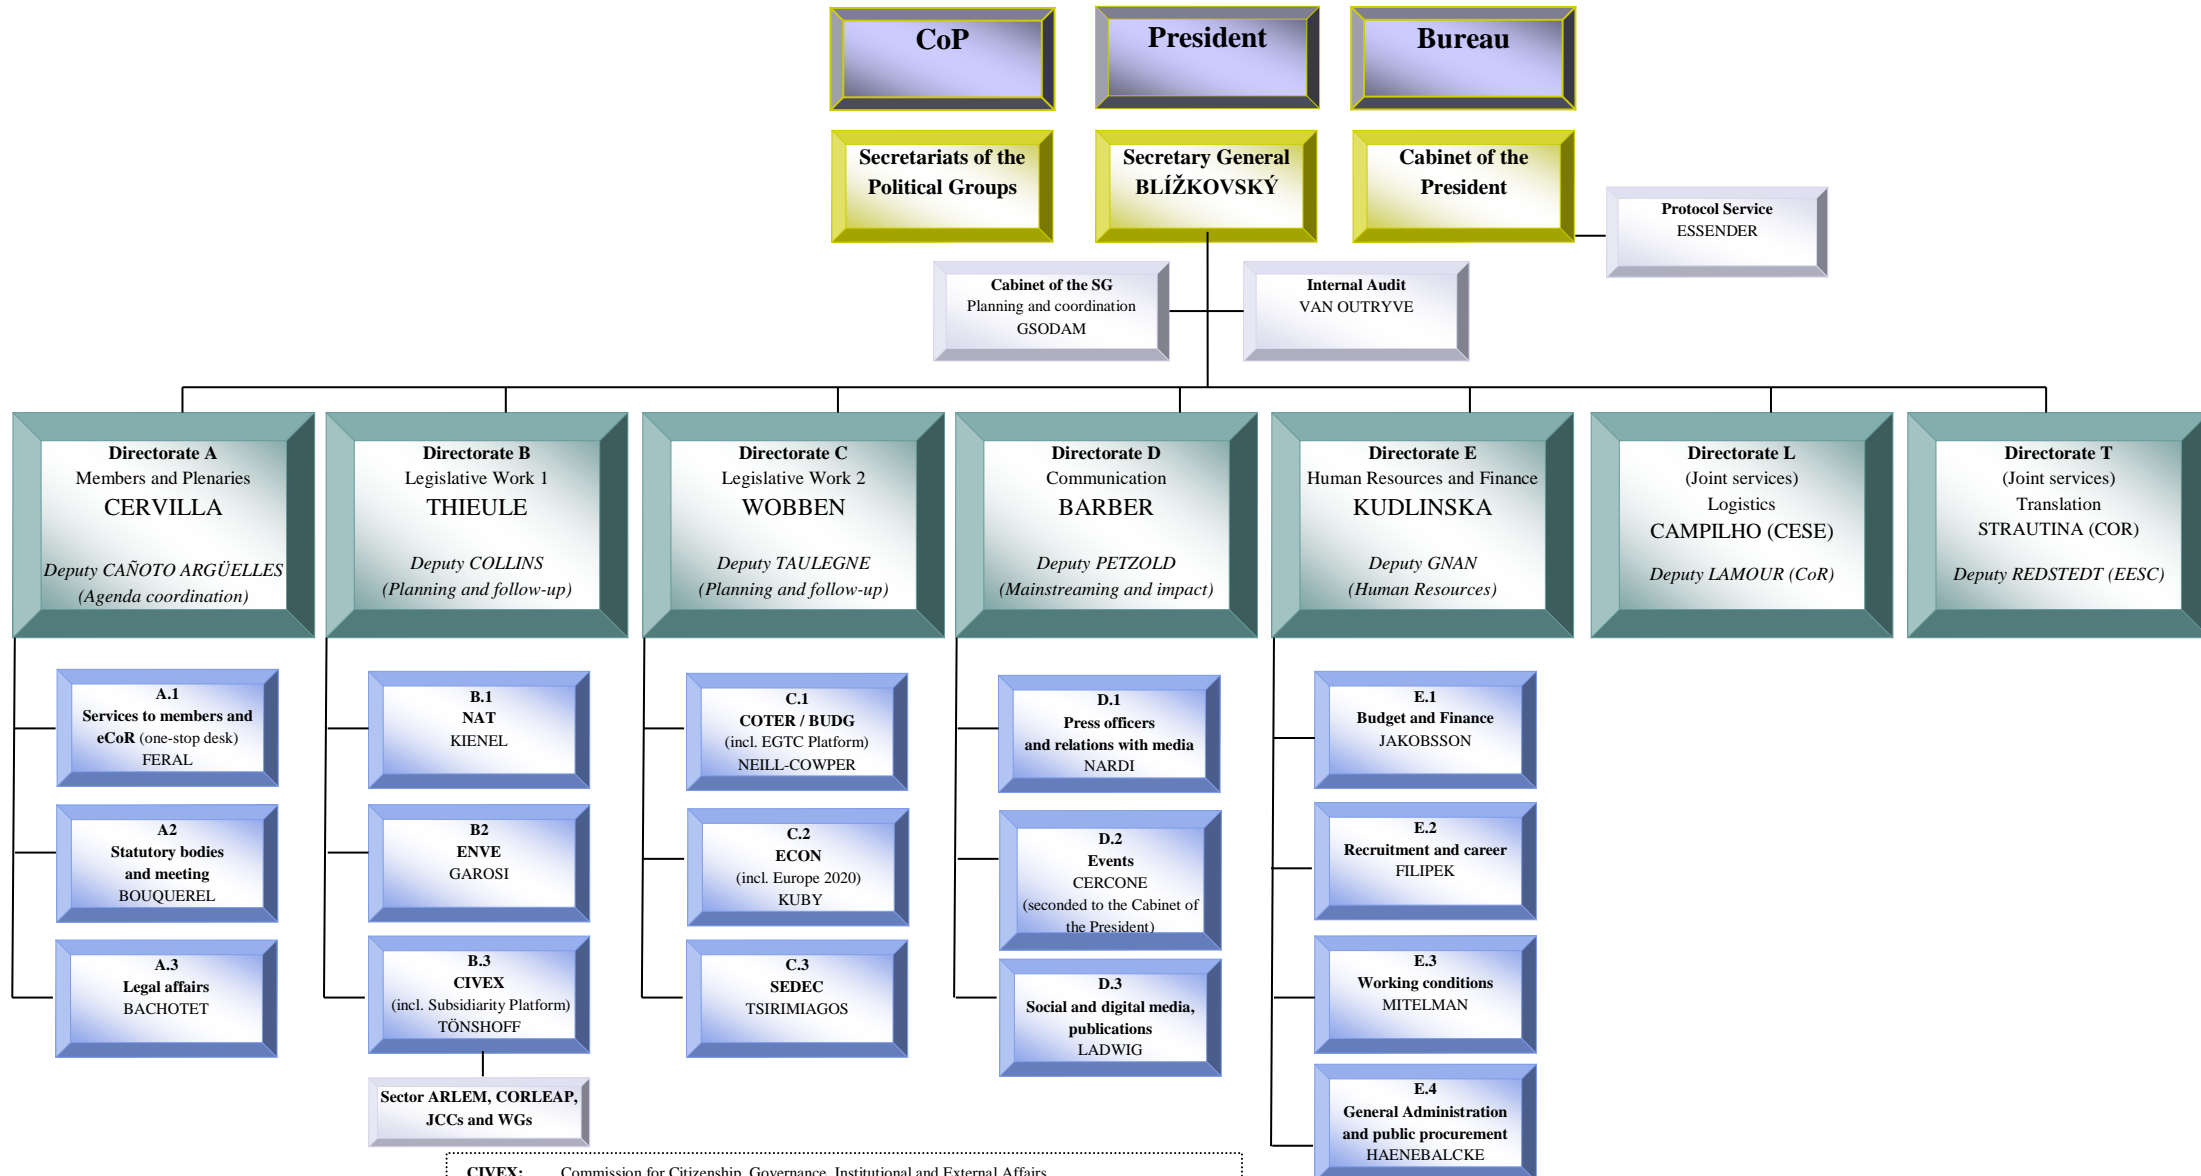 CoP
President
Bureau
Secretariats of the
Political Groups
Secretary General
BLÍŽKOVSKÝ
Cabinet of the
President
Protocol Service
ESSENDER
Cabinet of the SG
Planning and coordination
GSODAM
Internal Audit
VAN OUTRYVE
Directorate A
Members and Plenaries
CERVILLA
Deputy CAÑOTO ARGÜELLES
(Agenda coordination)
Directorate B
Legislative Work 1
THIEULE
Deputy COLLINS
(Planning and follow-up)
Directorate C
Legislative Work 2
WOBBEN
Deputy TAULEGNE
(Planning and follow-up)
Directorate D
Communication
BARBER
Deputy PETZOLD
(Mainstreaming and impact)
Directorate E
Human Resources and Finance
KUDLINSKA
Deputy GNAN
(Human Resources)
Directorate L
(Joint services)
Logistics
CAMPILHO (CESE)
Deputy LAMOUR (CoR)
Directorate T
(Joint services)
Translation
STRAUTINA (COR)
Deputy REDSTEDT (EESC)
A.1
Services to members and
eCoR (one-stop desk)
FERAL
A2
Statutory bodies
and meeting
BOUQUEREL
A.3
Legal affairs
BACHOTET
B.1
NAT
KIENEL
B2
ENVE
GAROSI
B.3
CIVEX
(incl. Subsidiarity Platform)
TÖNSHOFF
Sector ARLEM, CORLEAP,
JCCs and WGs
C.1
COTER / BUDG
(incl. EGTC Platform)
NEILL-COWPER
C.2
ECON
(incl. Europe 2020)
KUBY
C.3
SEDEC
TSIRIMIAGOS
D.1
Press officers
and relations with media
NARDI
D.2
Events
CERCONE
(seconded to the Cabinet of
the President)
D.3
Social and digital media,
publications
LADWIG
E.1
Budget and Finance
JAKOBSSON
E.2
Recruitment and career
FILIPEK
E.3
Working conditions
MITELMAN
E.4
General Administration
and public procurement
HAENEBALCKE
CIVEX: Commission for Citizenship, Governance, Institutional and External Affairs